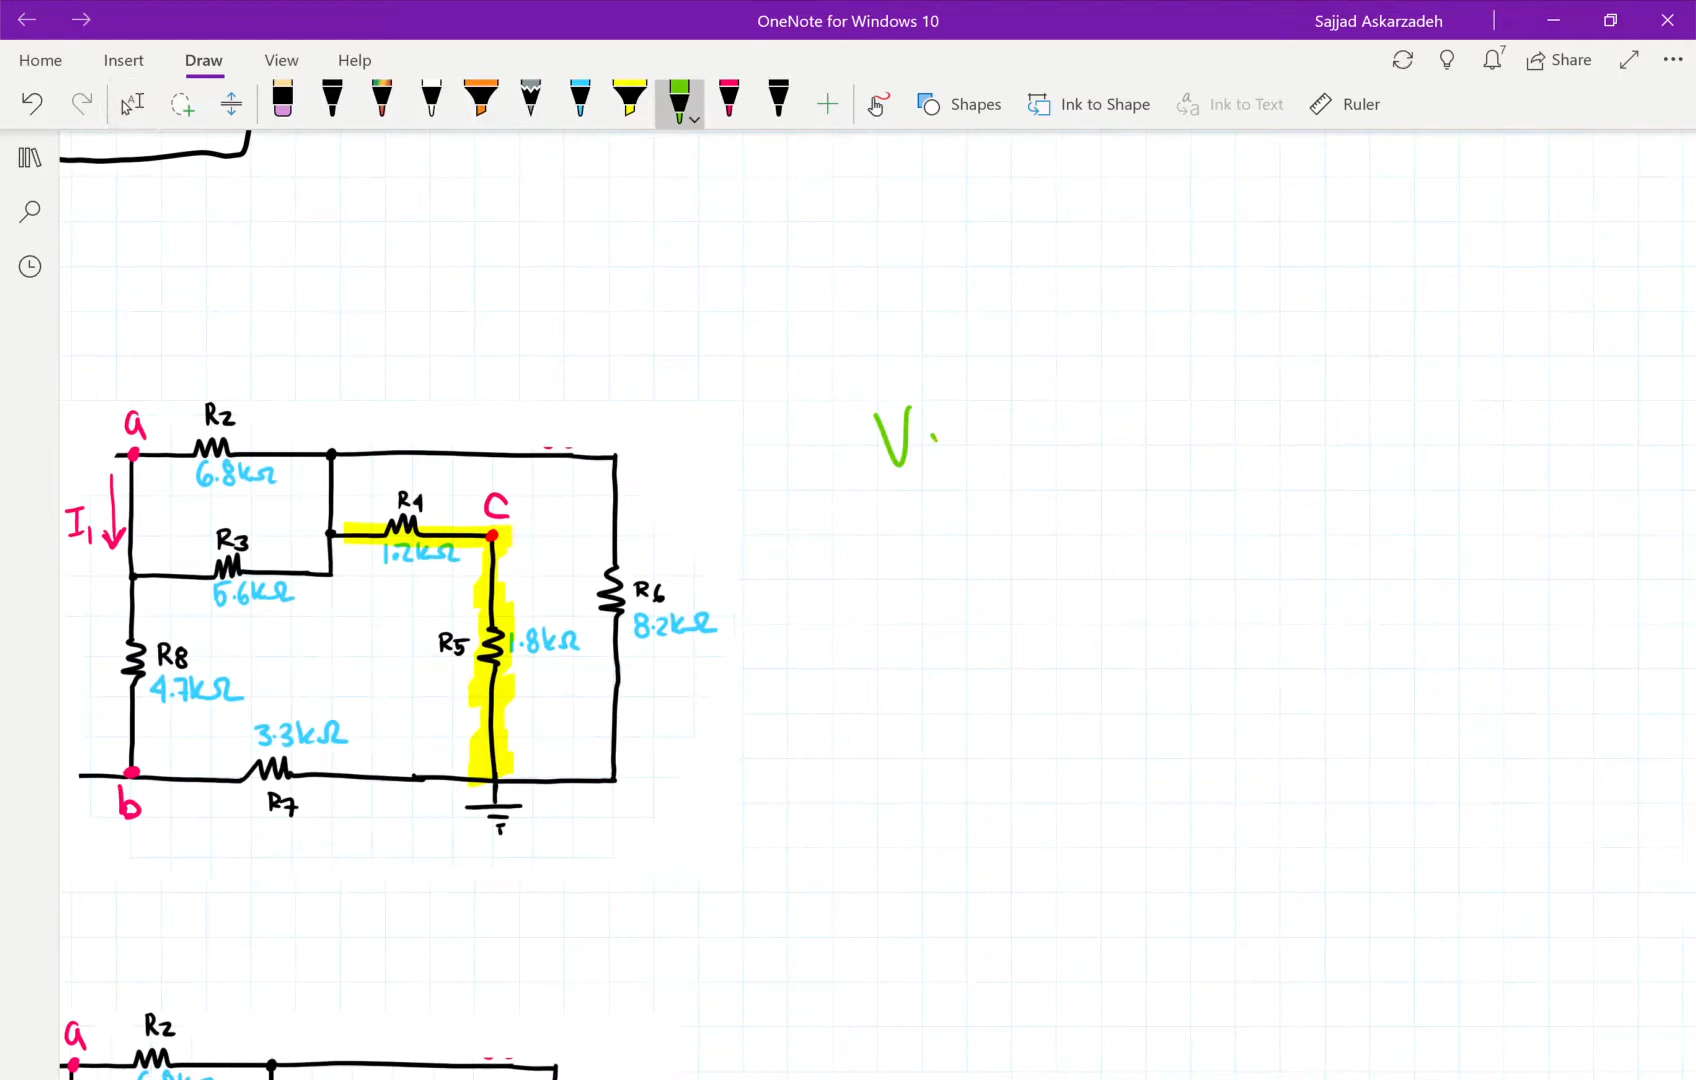 OneNote for Windows 10
Sajjad Askarzadeh
Home Insert Draw View Help
7
Share
Shapes
Ink to Shape
Ink to Text
Ruler
a
R2
6.8kΩ
V
R4
C
1.2kΩ
I1
R3
5.6kΩ
R6
8.2kΩ
R5
1.8kΩ
R8
4.7kΩ
3.3kΩ
R7
b
a
R2